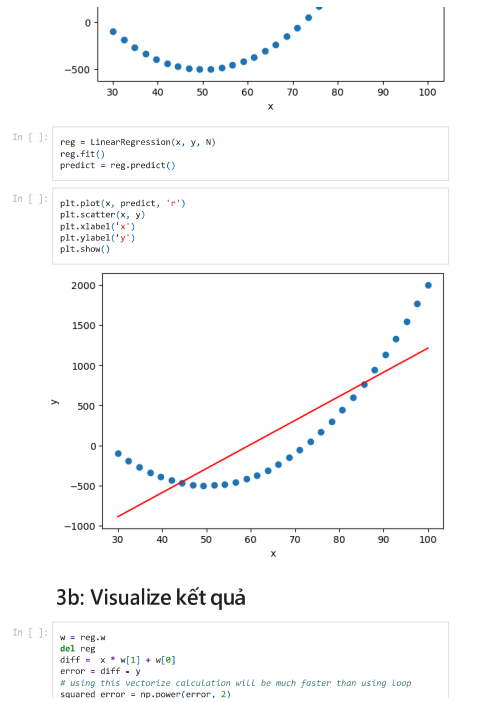 0
−500
30 40 50 60 70 80 90 100
x
In [ ]:
reg = LinearRegression(x, y, N)
reg.fit()
predict = reg.predict()
In [ ]:
plt.plot(x, predict, 'r')
plt.scatter(x, y)
plt.xlabel('x')
plt.ylabel('y')
plt.show()
2000
1500
1000
500
0
−500
−1000
y
30 40 50 60 70 80 90 100
x
3b: Visualize kết quả
In [ ]:
w = reg.w
del reg
diff =  x * w[1] + w[0]
error = diff - y
# using this vectorize calculation will be much faster than using loop
squared_error = np.power(error, 2)